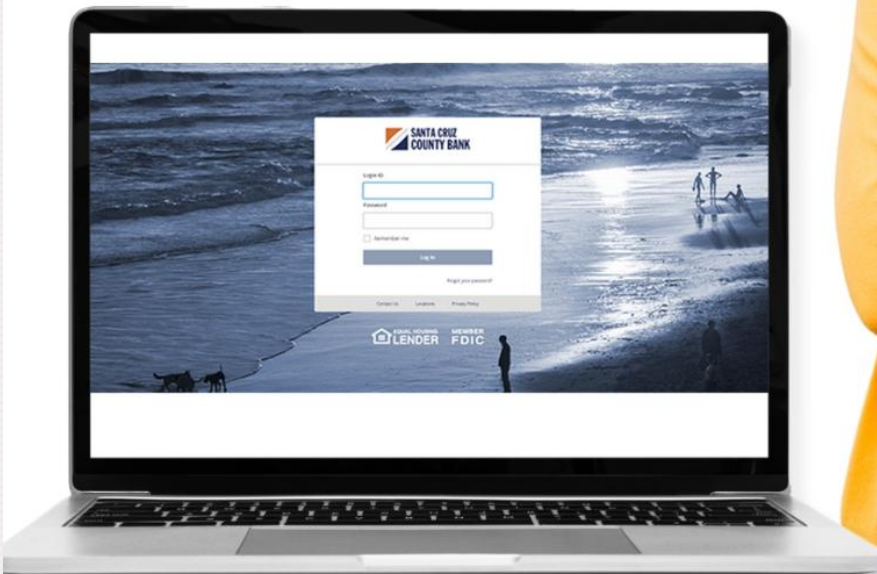 SANTA CRUZ
COUNTY BANK
Login ID
Password
Remember me
Log In
Forgot your password?
Contact Us Locations Privacy Policy
EQUAL HOUSING MEMBER
LENDER FDIC